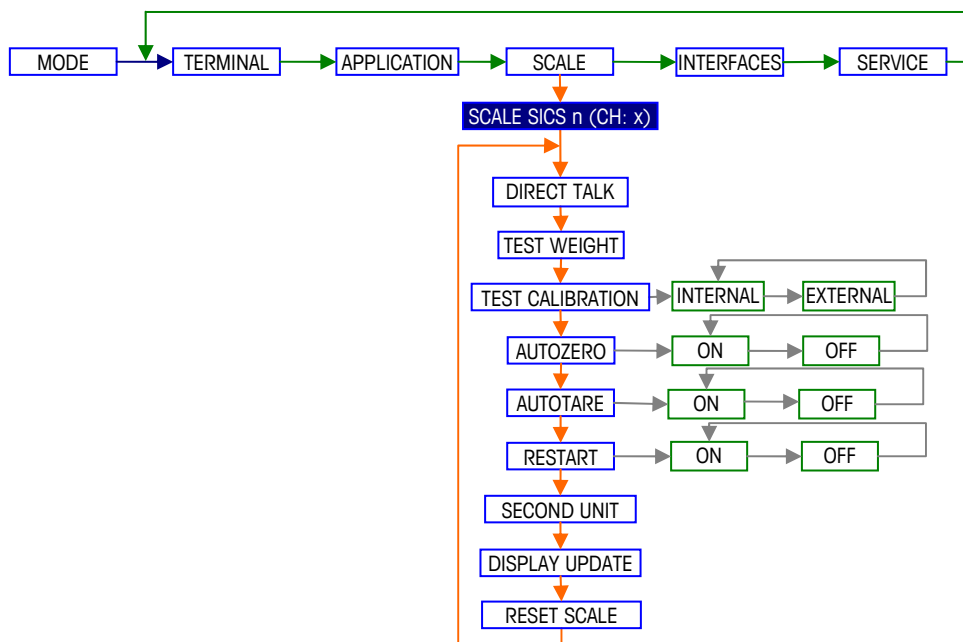 MODE TERMINAL APPLICATION SCALE INTERFACES SERVICE
SCALE SICS n (CH: x)
DIRECT TALK
TEST WEIGHT
TEST CALIBRATION INTERNAL EXTERNAL
AUTOZERO ON OFF
AUTOTARE ON OFF
RESTART ON OFF
SECOND UNIT
DISPLAY UPDATE
RESET SCALE